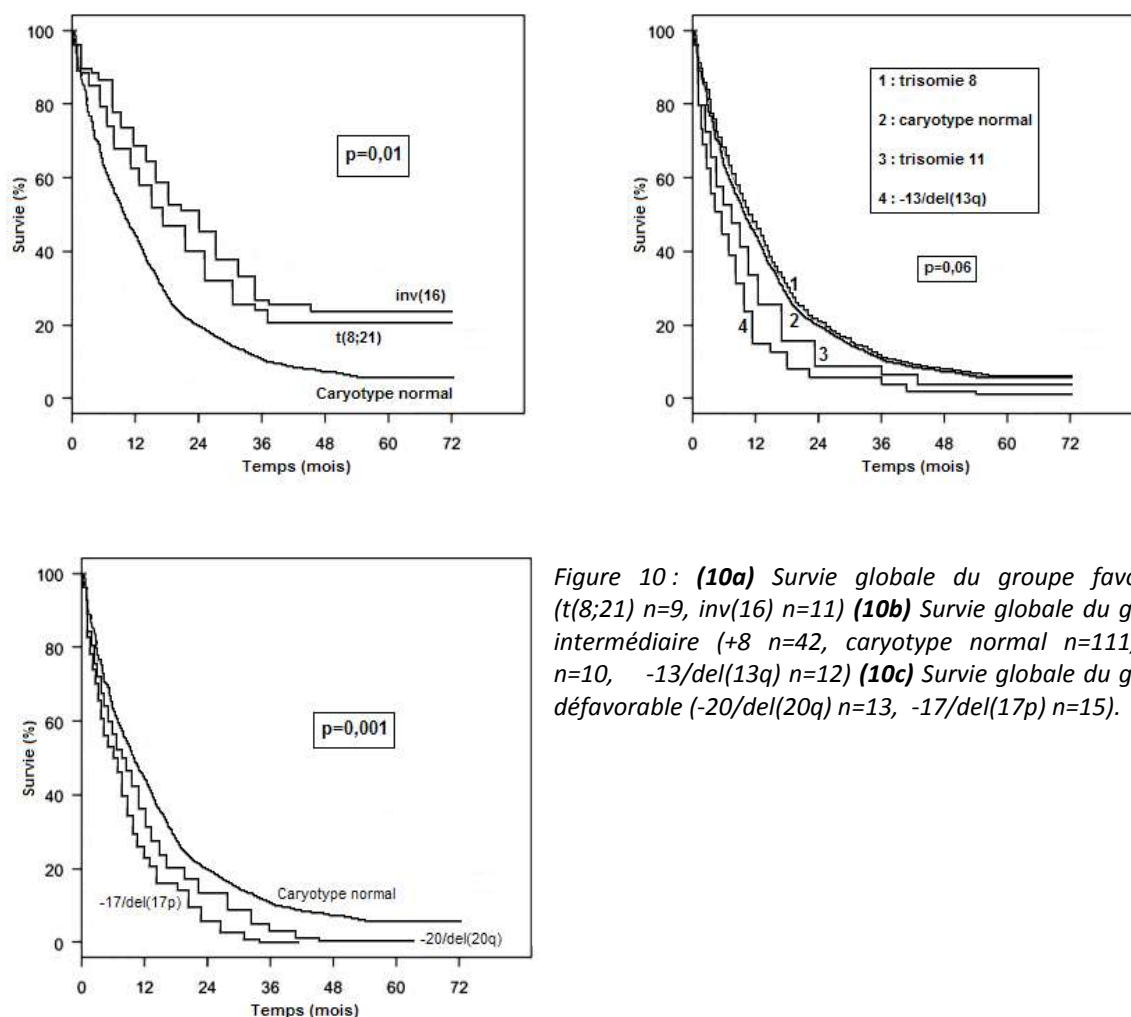 100
80
60
40
20
0
Survie (%)
p=0,01
inv(16)
t(8;21)
Caryotype normal
0 12 24 36 48 60 72
Temps (mois)
100
80
60
40
20
0
Survie (%)
1 : trisomie 8
2 : caryotype normal
3 : trisomie 11
4 : -13/del(13q)
p=0,06
1
2
3
4
0 12 24 36 48 60 72
Temps (mois)
100
80
60
40
20
0
Survie (%)
p=0,001
Caryotype normal
-17/del(17p)
-20/del(20q)
0 12 24 36 48 60 72
Temps (mois)
Figure 10 : (10a) Survie globale du groupe
(t(8;21) n=9, inv(16) n=11) (10b) Survie globale du
intermédiaire (+8 n=42, caryotype normal n=111,
n=10, -13/del(13q) n=12) (10c) Survie globale du
défavorable (-20/del(20q) n=13, -17/del(17p) n=15).